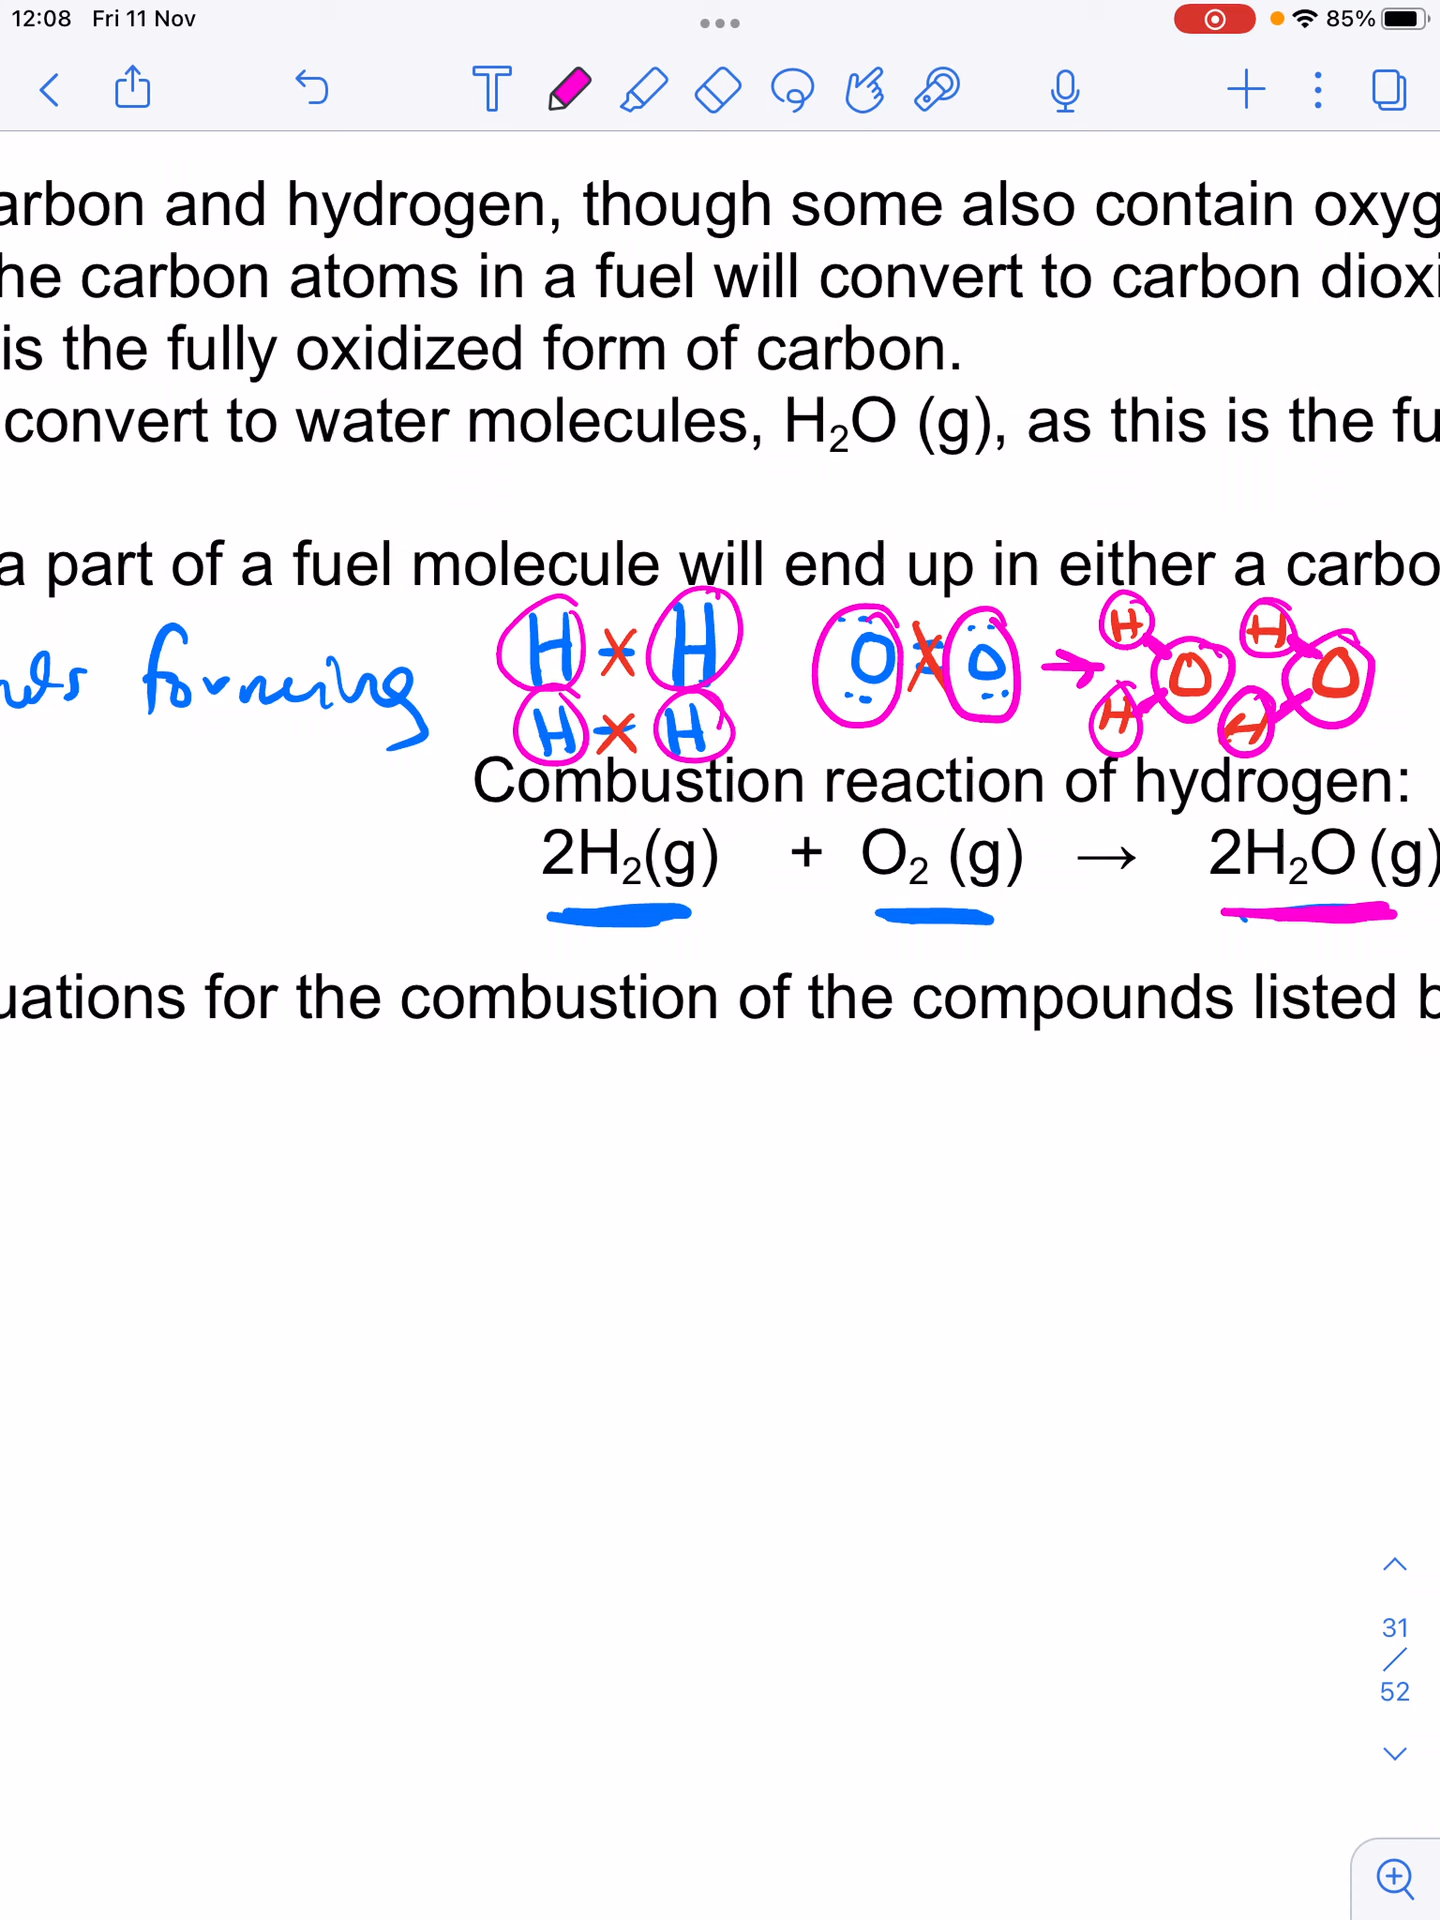 12:08 Fri 11 Nov
85%
T
arbon and hydrogen, though some also contain oxyg
he carbon atoms in a fuel will convert to carbon dioxi
is the fully oxidized form of carbon.
convert to water molecules, H₂O (g), as this is the fu
a part of a fuel molecule will end up in either a carbo
nds forming H H O O → H O H O
H H H H
Combustion reaction of hydrogen:
2H₂(g) + O₂ (g) → 2H₂O (g)
uations for the combustion of the compounds listed b
31
/
52